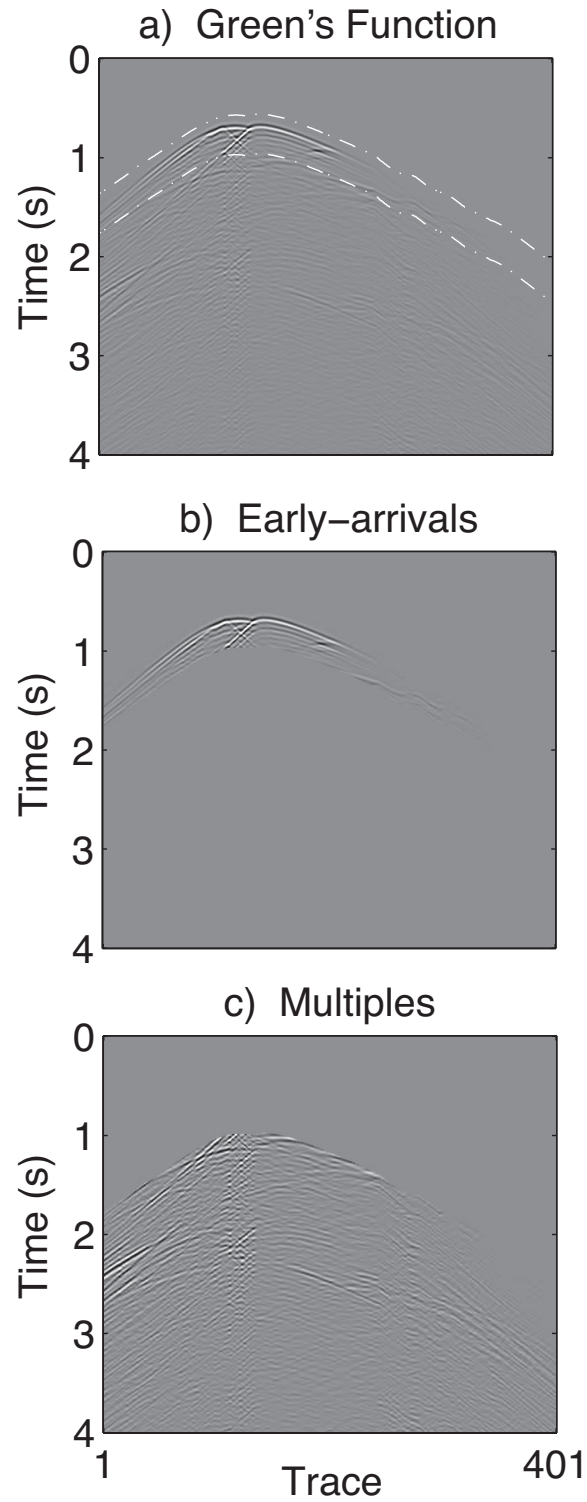 a) Green's Function
0
1
2
3
4
Time (s)
b) Early−arrivals
0
1
2
3
4
Time (s)
c) Multiples
0
1
2
3
4
Time (s)
1
401
Trace